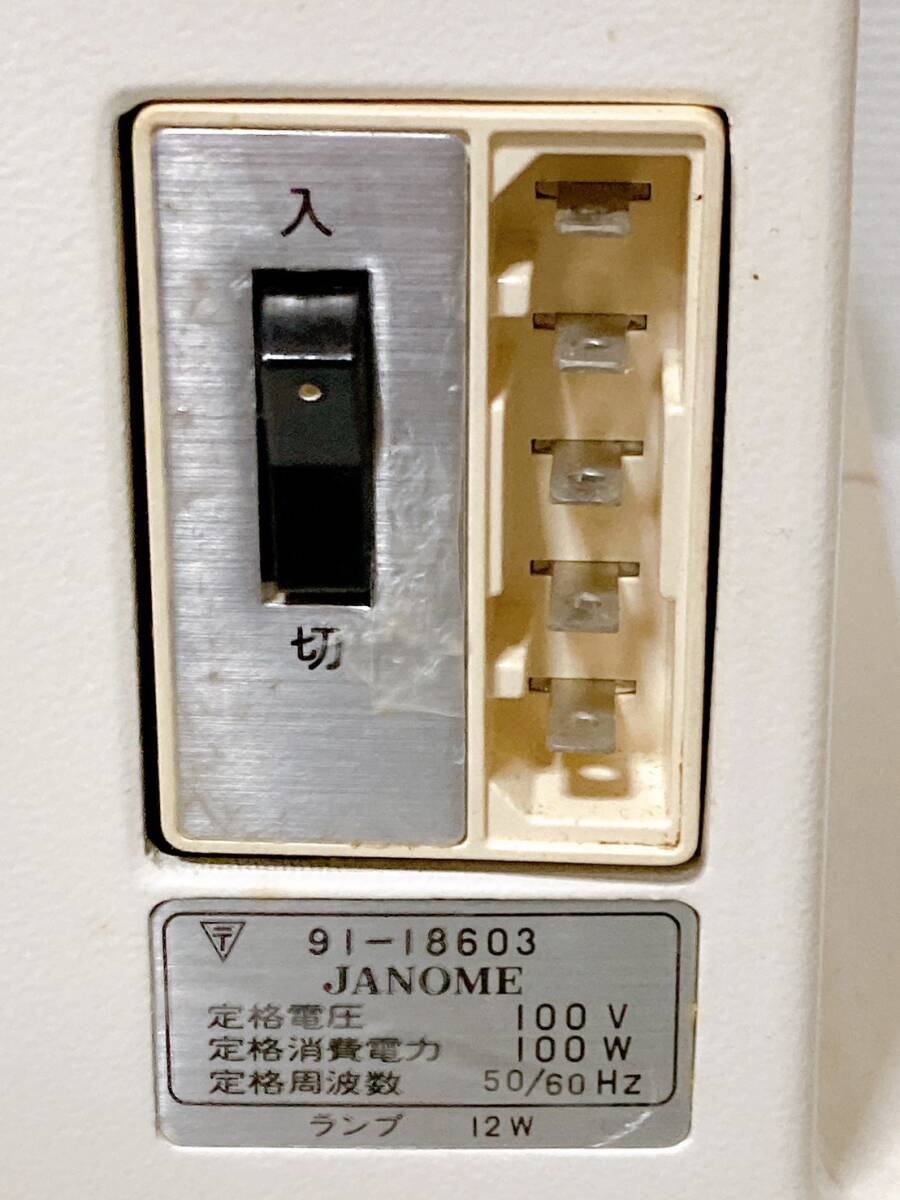 入
切
〒 91-18603
JANOME
定格電圧 100 V
定格消費電力 100 W
定格周波数 50/60 Hz
ランプ 12W